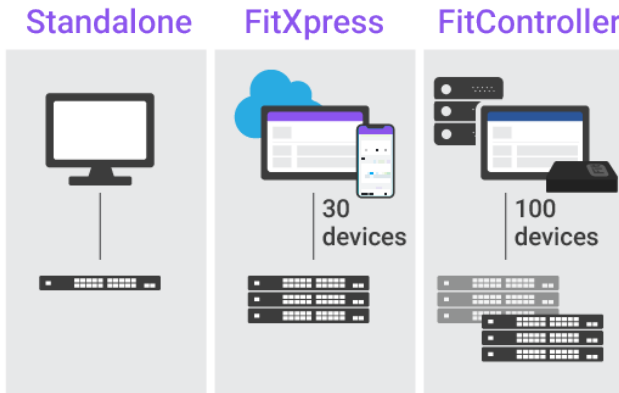 Standalone
FitXpress
FitController
30
devices
100
devices